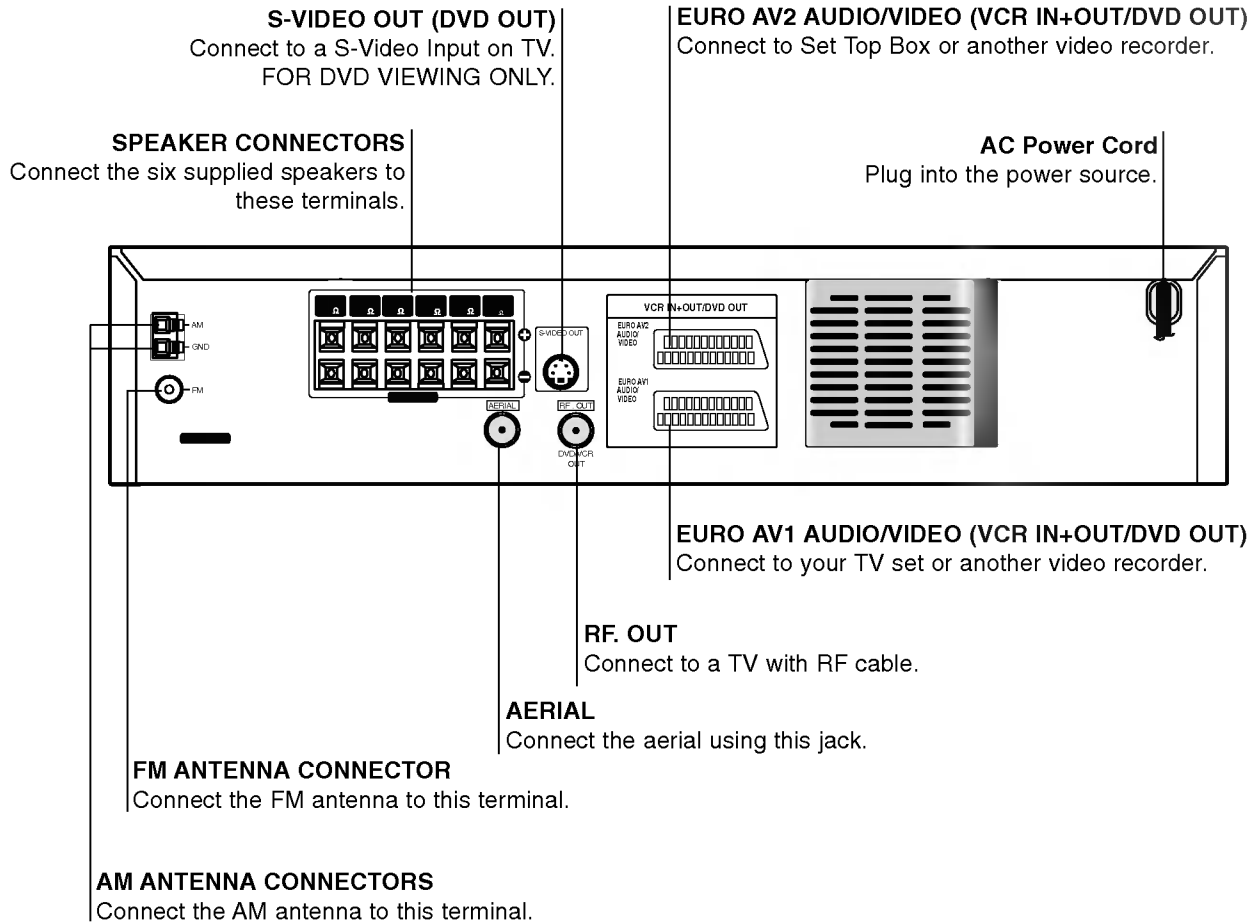 S-VIDEO OUT (DVD OUT)
Connect to a S-Video Input on TV.
FOR DVD VIEWING ONLY.
EURO AV2 AUDIO/VIDEO (VCR IN+OUT/DVD OUT)
Connect to Set Top Box or another video recorder.
SPEAKER CONNECTORS
Connect the six supplied speakers to
these terminals.
AC Power Cord
Plug into the power source.
AM
GND
FM
Ω Ω Ω Ω Ω Ω
S-VIDEO OUT
AERIAL
RF. OUT
DVD/VCR
OUT
VCR IN+OUT/DVD OUT
EURO AV2
AUDIO/
VIDEO
EURO AV1
AUDIO/
VIDEO
EURO AV1 AUDIO/VIDEO (VCR IN+OUT/DVD OUT)
Connect to your TV set or another video recorder.
RF. OUT
Connect to a TV with RF cable.
AERIAL
Connect the aerial using this jack.
FM ANTENNA CONNECTOR
Connect the FM antenna to this terminal.
AM ANTENNA CONNECTORS
Connect the AM antenna to this terminal.